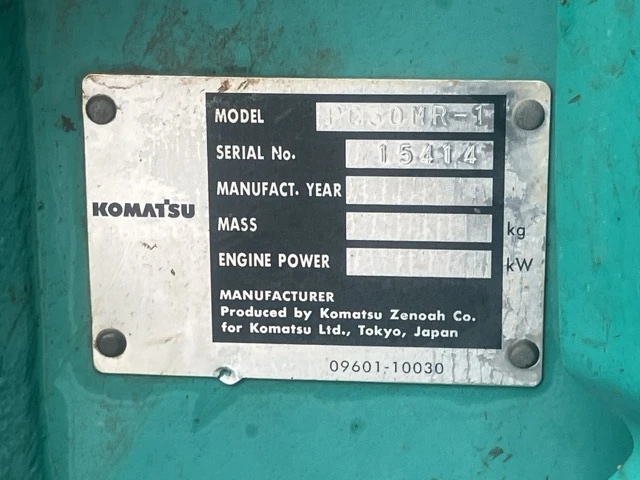 MODEL PC30MR-1
SERIAL No. 15414
MANUFACT. YEAR
KOMATSU
MASS kg
ENGINE POWER kW
MANUFACTURER
Produced by Komatsu Zenoah Co.
for Komatsu Ltd., Tokyo, Japan
09601-10030